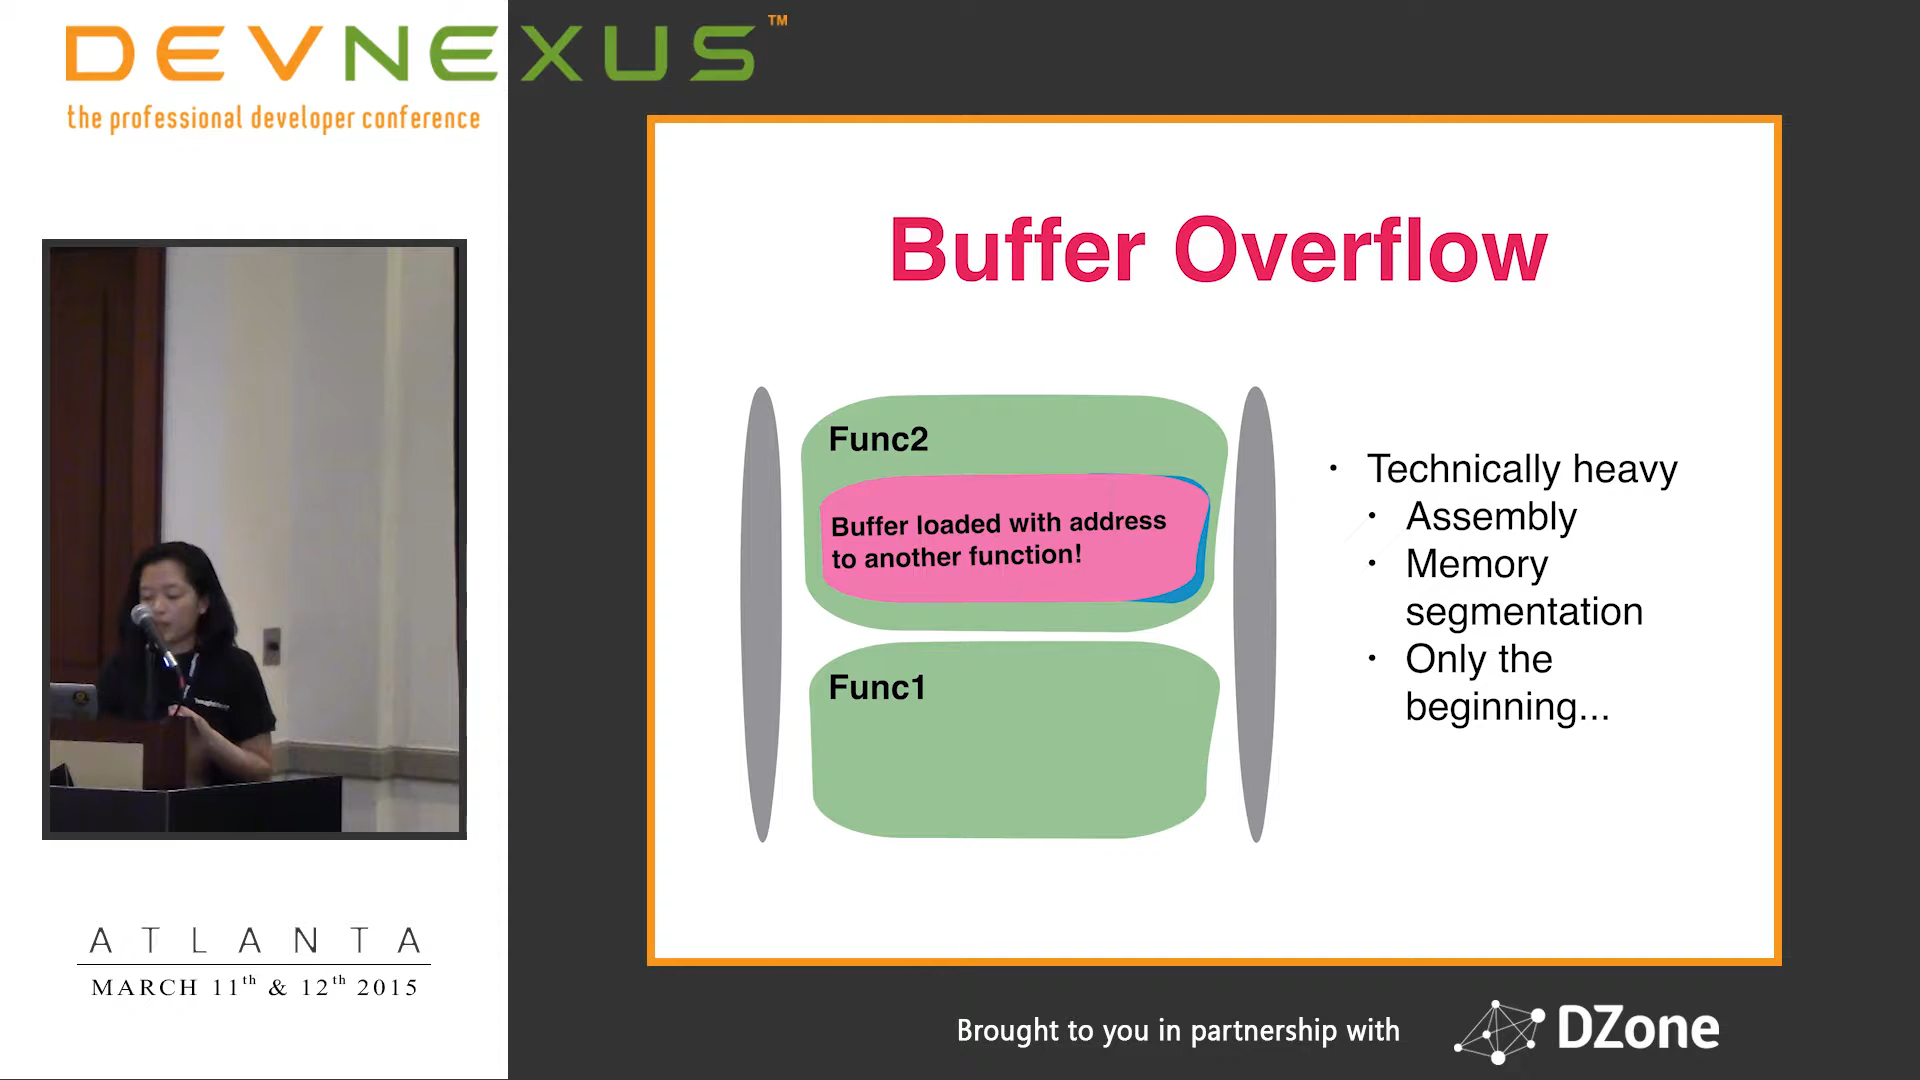 DEVNEXUS™
the professional developer conference
Buffer Overflow
Func2
Buffer loaded with address
to another function!
Func1
• Technically heavy
• Assembly
• Memory
segmentation
• Only the
beginning...
ATLANTA
MARCH 11th & 12th 2015
Brought to you in partnership with
DZone